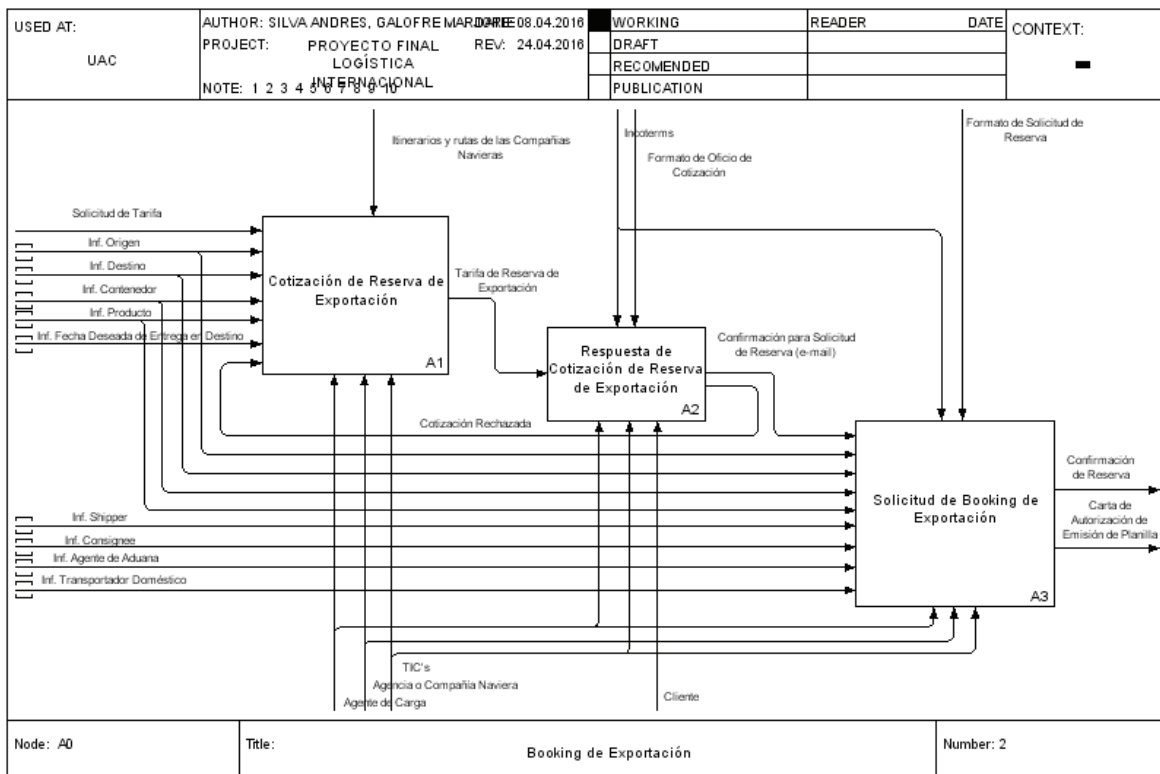 USED AT:
UAC
AUTHOR: SILVA ANDRES, GALOFRE MARJORIE
DATE: 08.04.2016
PROJECT: PROYECTO FINAL
LOGÍSTICA
INTERNACIONAL
REV: 24.04.2016
NOTE: 1 2 3 4 5 6 7 8 9 10
WORKING
DRAFT
RECOMENDED
PUBLICATION
READER DATE
CONTEXT:
Itinerarios y rutas de las Compañias
Navieras
Incoterms
Formato de Oficio de
Cotización
Formato de Solicitud de
Reserva
Solicitud de Tarifa
Inf. Origen
Inf. Destino
Inf. Contenedor
Inf. Producto
Inf. Fecha Deseada de Entrega en Destino
Cotización de Reserva de
Exportación
A1
Tarifa de Reserva de
Exportación
Respuesta de
Cotización de Reserva
de Exportación
A2
Confirmación para Solicitud
de Reserva (e-mail)
Cotización Rechazada
Solicitud de Booking de
Exportación
A3
Confirmación
de Reserva
Carta de
Autorización de
Emisión de Planilla
Inf. Shipper
Inf. Consignee
Inf. Agente de Aduana
Inf. Transportador Doméstico
TIC's
Agencia o Compañía Naviera
Agente de Carga
Cliente
Node: A0
Title:
Booking de Exportación
Number: 2